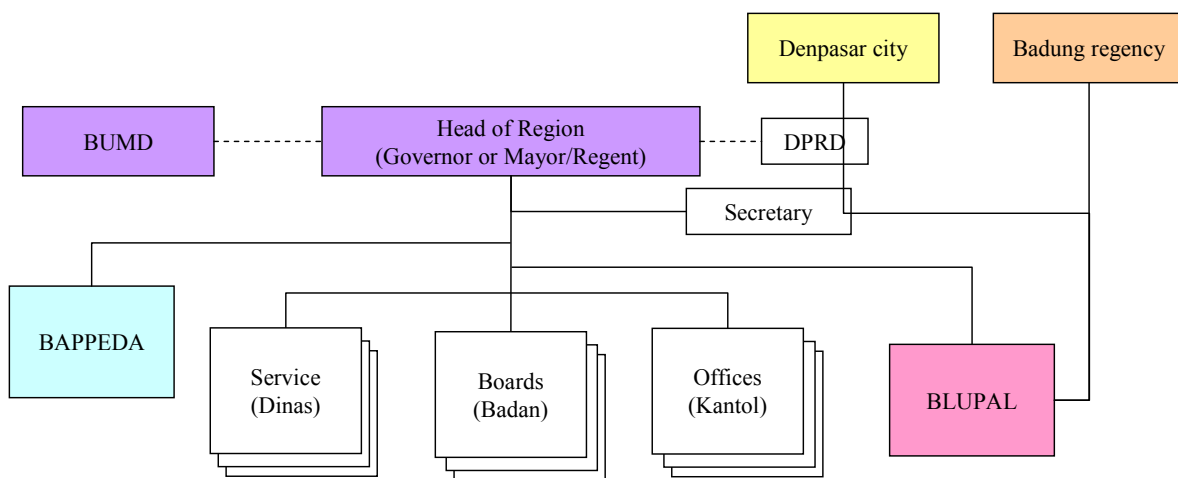 Denpasar city
Badung regency
BUMD
Head of Region
(Governor or Mayor/Regent)
DPRD
Secretary
BAPPEDA
Service
(Dinas)
Boards
(Badan)
Offices
(Kantol)
BLUPAL